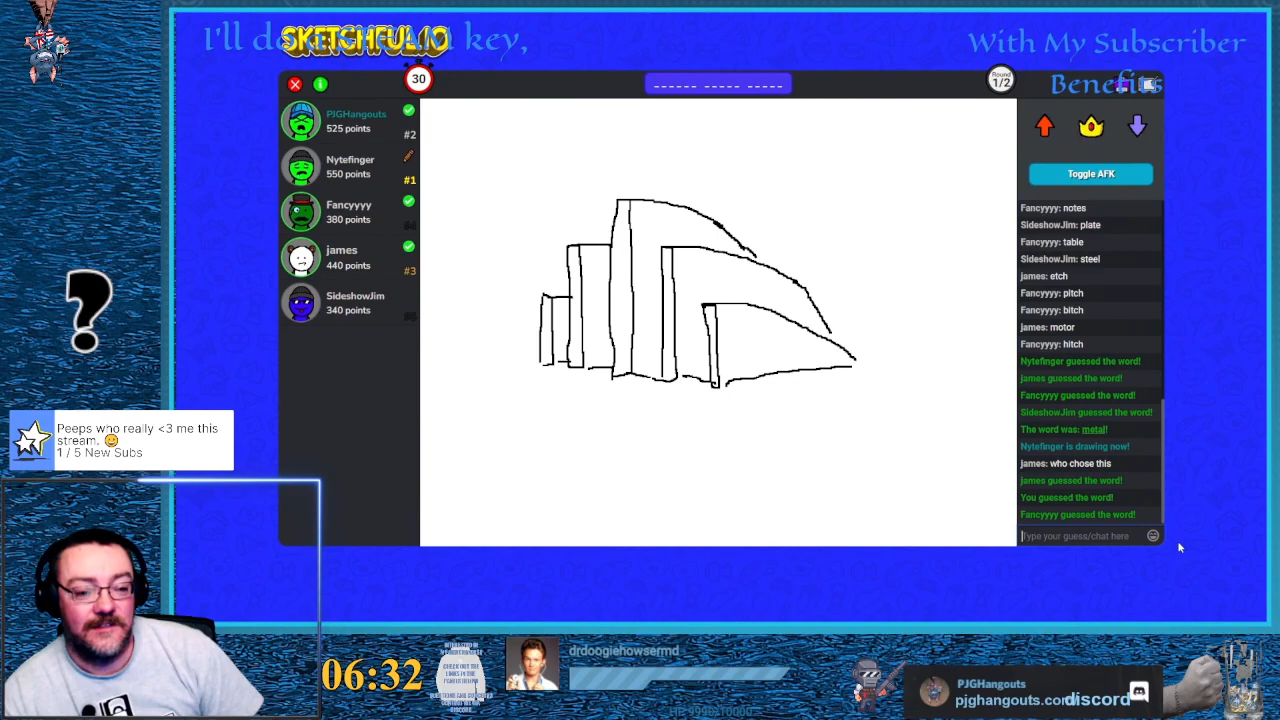 I'll do key,
SKETCHFUL.IO
With My Subscriber
Benefits
30
______ _____ _____
Round
1/2
PJGHangouts
525 points
#2
Nytefinger
550 points
#1
Fancyyyy
380 points
james
440 points
#3
SideshowJim
340 points
Toggle AFK
Fancyyyy: notes
SideshowJim: plate
Fancyyyy: table
SideshowJim: steel
james: etch
Fancyyyy: pitch
Fancyyyy: bitch
james: motor
Fancyyyy: hitch
Nytefinger guessed the word!
james guessed the word!
Fancyyyy guessed the word!
SideshowJim guessed the word!
The word was: metal!
Nytefinger is drawing now!
james: who chose this
james guessed the word!
You guessed the word!
Fancyyyy guessed the word!
Type your guess/chat here
?
Peeps who really <3 me this
stream. 😀
1 / 5 New Subs
06:32
drdoogiehowsermd
PJGHangouts
pjghangouts.com
discord